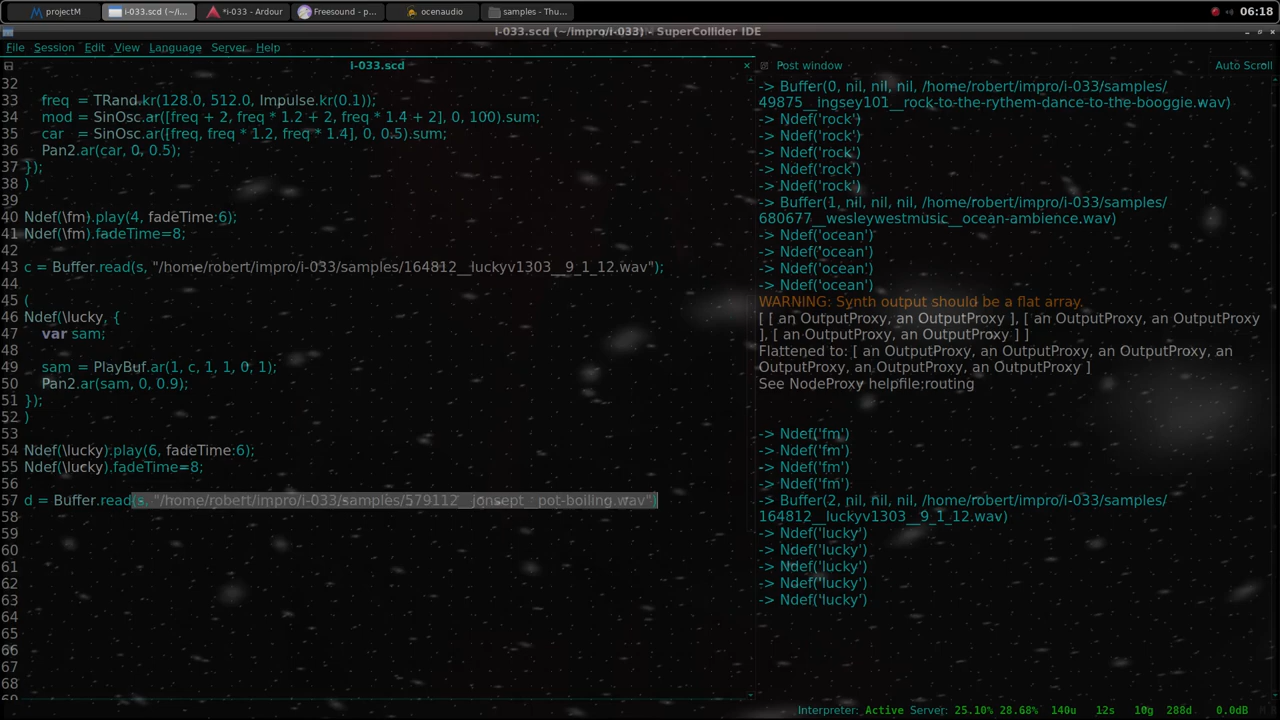 projectM
i-033.scd (~/i...
*i-033 - Ardour
Freesound - p...
ocenaudio
samples - Thu...
06:18
i-033.scd (~/impro/i-033) - SuperCollider IDE
File Session Edit View Language Server Help
i-033.scd
Post window
Auto Scroll
32
33 freq = TRand.kr(128.0, 512.0, Impulse.kr(0.1));
34 mod = SinOsc.ar([freq + 2, freq * 1.2 + 2, freq * 1.4 + 2], 0, 100).sum;
35 car = SinOsc.ar([freq, freq * 1.2, freq * 1.4], 0, 0.5).sum;
36 Pan2.ar(car, 0, 0.5);
37 });
38 )
39
40 Ndef(\fm).play(4, fadeTime:6);
41 Ndef(\fm).fadeTime=8;
42
43 c = Buffer.read(s, "/home/robert/impro/i-033/samples/164812__luckyv1303__9_1_12.wav");
44
45 (
46 Ndef(\lucky, {
47 var sam;
48
49 sam = PlayBuf.ar(1, c, 1, 1, 0, 1);
50 Pan2.ar(sam, 0, 0.9);
51 });
52 )
53
54 Ndef(\lucky).play(6, fadeTime:6);
55 Ndef(\lucky).fadeTime=8;
56
57 d = Buffer.read(s, "/home/robert/impro/i-033/samples/579112__jonsept__pot-boiling.wav")
58
59
60
61
62
63
64
65
66
67
68
69
-> Buffer(0, nil, nil, nil, /home/robert/impro/i-033/samples/
49875__ingsey101__rock-to-the-rythem-dance-to-the-booggie.wav)
-> Ndef('rock')
-> Ndef('rock')
-> Ndef('rock')
-> Ndef('rock')
-> Ndef('rock')
-> Buffer(1, nil, nil, nil, /home/robert/impro/i-033/samples/
680677__wesleywestmusic__ocean-ambience.wav)
-> Ndef('ocean')
-> Ndef('ocean')
-> Ndef('ocean')
-> Ndef('ocean')
WARNING: Synth output should be a flat array.
[ [ an OutputProxy, an OutputProxy ], [ an OutputProxy, an OutputProxy
], [ an OutputProxy, an OutputProxy ] ]
Flattened to: [ an OutputProxy, an OutputProxy, an OutputProxy, an
OutputProxy, an OutputProxy, an OutputProxy ]
See NodeProxy helpfile:routing
-> Ndef('fm')
-> Ndef('fm')
-> Ndef('fm')
-> Ndef('fm')
-> Buffer(2, nil, nil, nil, /home/robert/impro/i-033/samples/
164812__luckyv1303__9_1_12.wav)
-> Ndef('lucky')
-> Ndef('lucky')
-> Ndef('lucky')
-> Ndef('lucky')
-> Ndef('lucky')
Interpreter: Active Server: 25.10% 28.68% 140u 12s 10g 288d 0.0dB